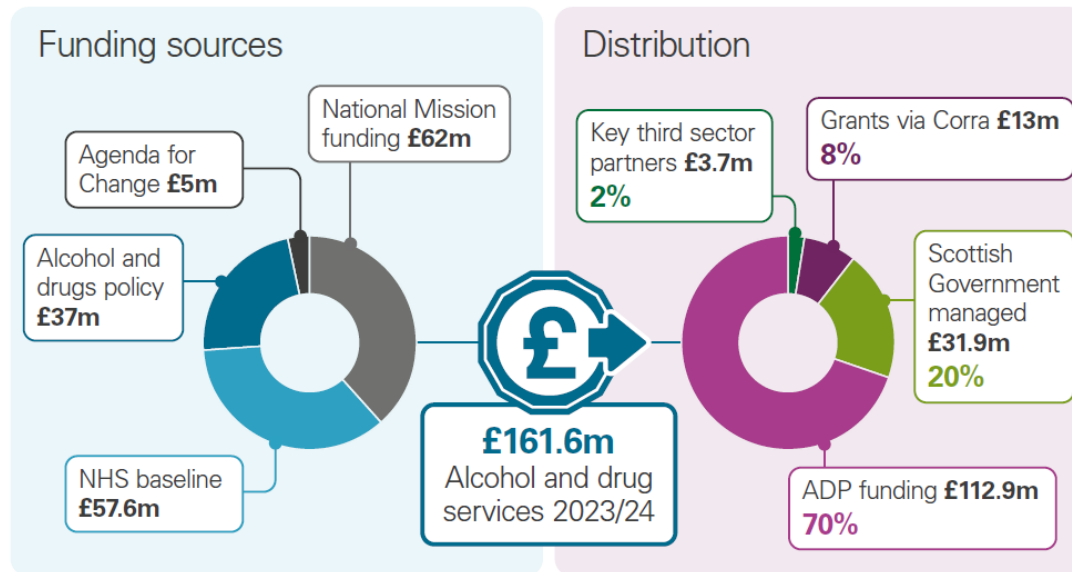 Funding sources
National Mission
funding £62m
Agenda for
Change £5m
Alcohol and
drugs policy
£37m
NHS baseline
£57.6m
£
£161.6m
Alcohol and drug
services 2023/24
Distribution
Key third sector
partners £3.7m
2%
Grants via Corra £13m
8%
Scottish
Government
managed
£31.9m
20%
ADP funding £112.9m
70%